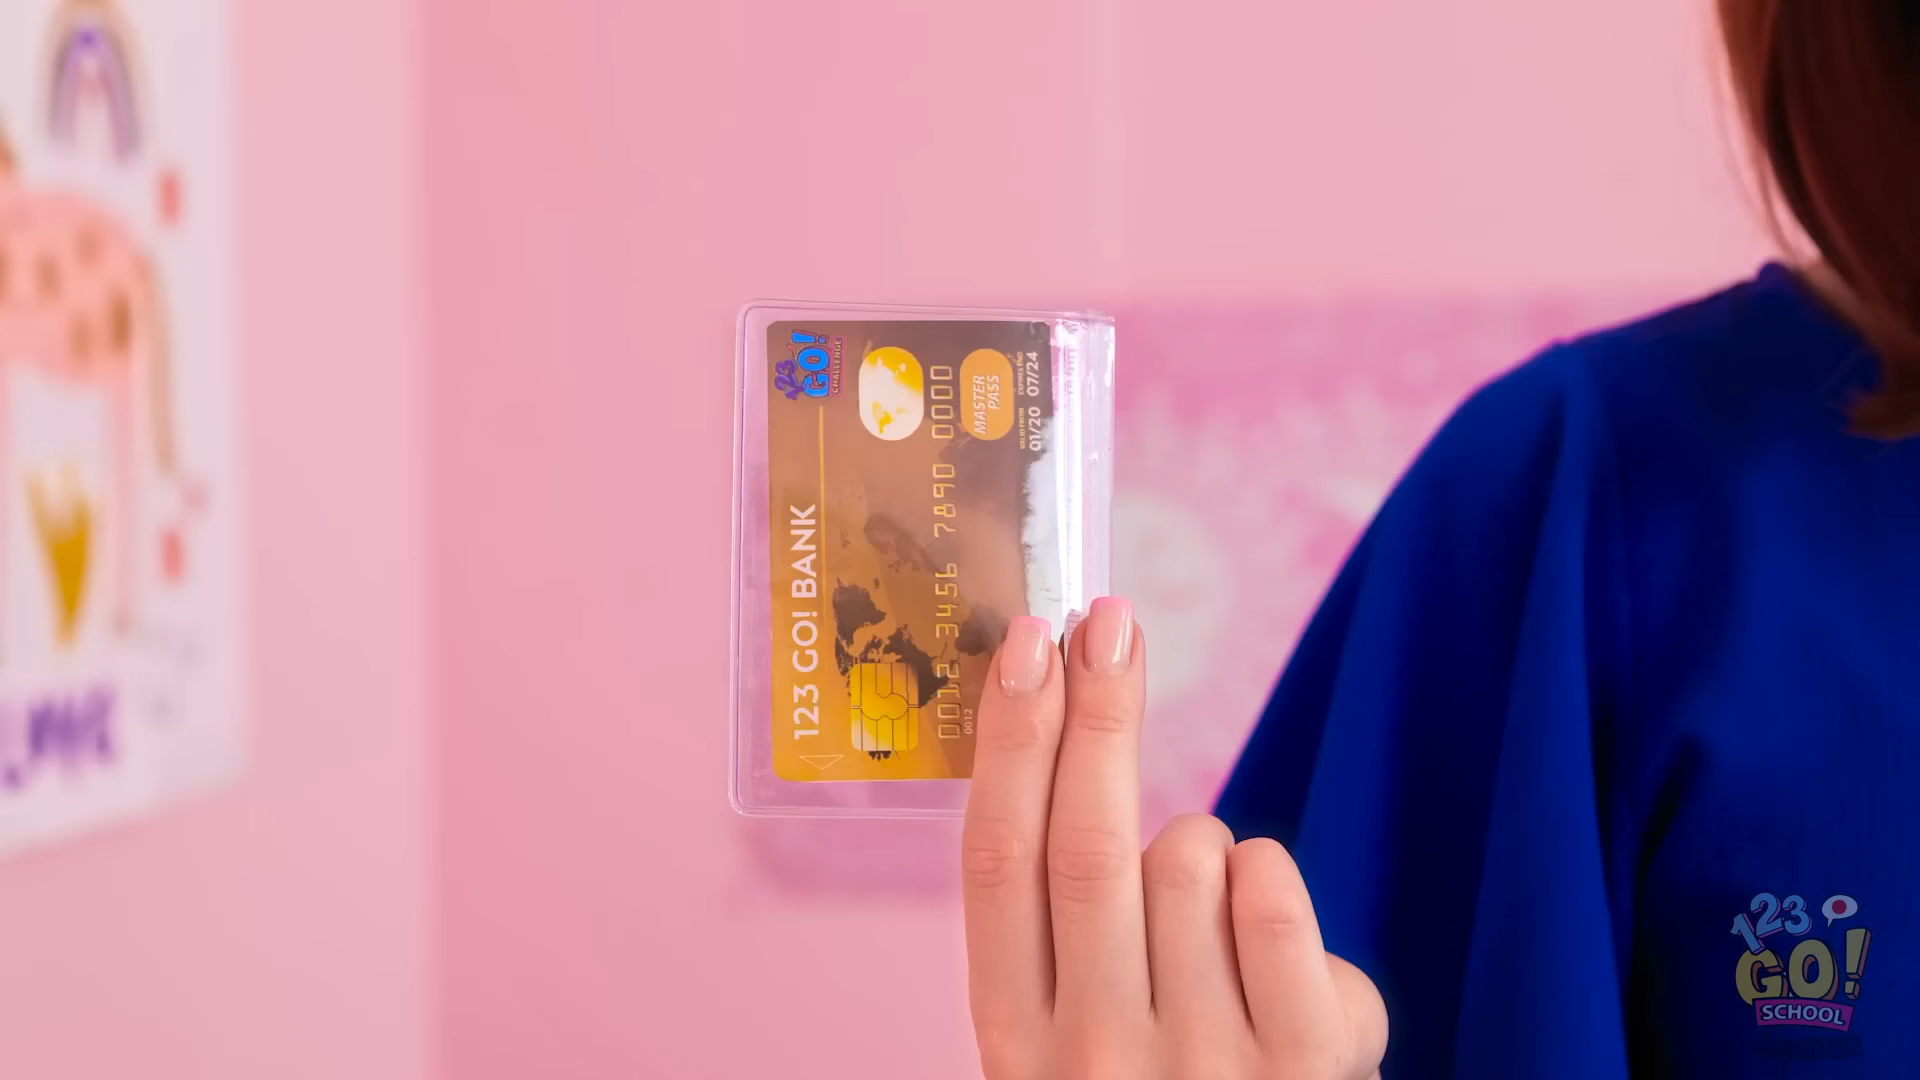 123 GO! CHALLENGE
123 GO! BANK
0012 3456 7890 0000
0012
MASTER
PASS
VALID FROM
01/20
EXPIRES END
07/24
123
GO!
SCHOOL